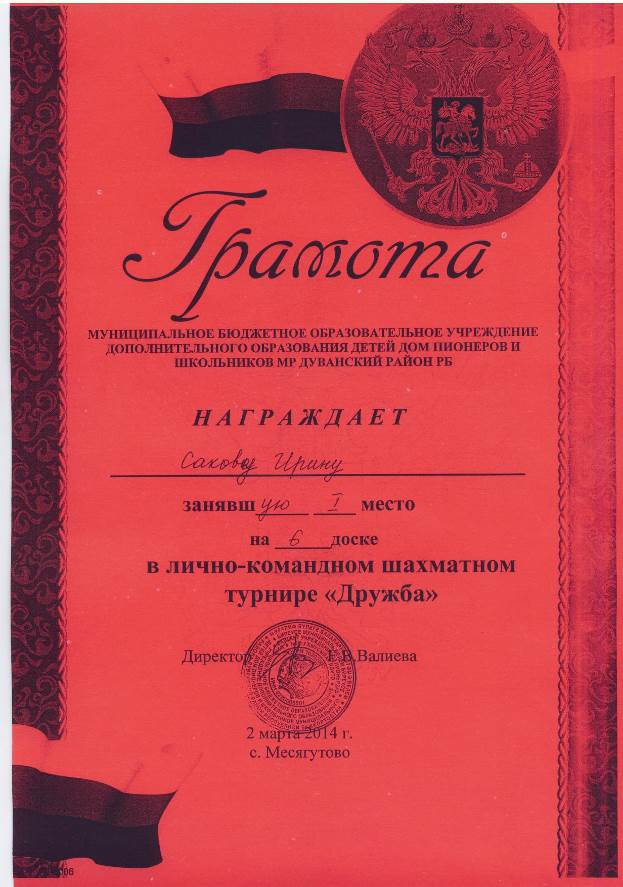 Грамота
МУНИЦИПАЛЬНОЕ БЮДЖЕТНОЕ ОБРАЗОВАТЕЛЬНОЕ УЧРЕЖДЕНИЕ
ДОПОЛНИТЕЛЬНОГО ОБРАЗОВАНИЯ ДЕТЕЙ ДОМ ПИОНЕРОВ И
ШКОЛЬНИКОВ МР ДУВАНСКИЙ РАЙОН РБ
НАГРАЖДАЕТ
Сахову Ирину
занявшую I место
на 6 доске
в лично-командном шахматном
турнире «Дружба»
Директор Е.В.Валиева
2 марта 2014 г.
с. Месягутово